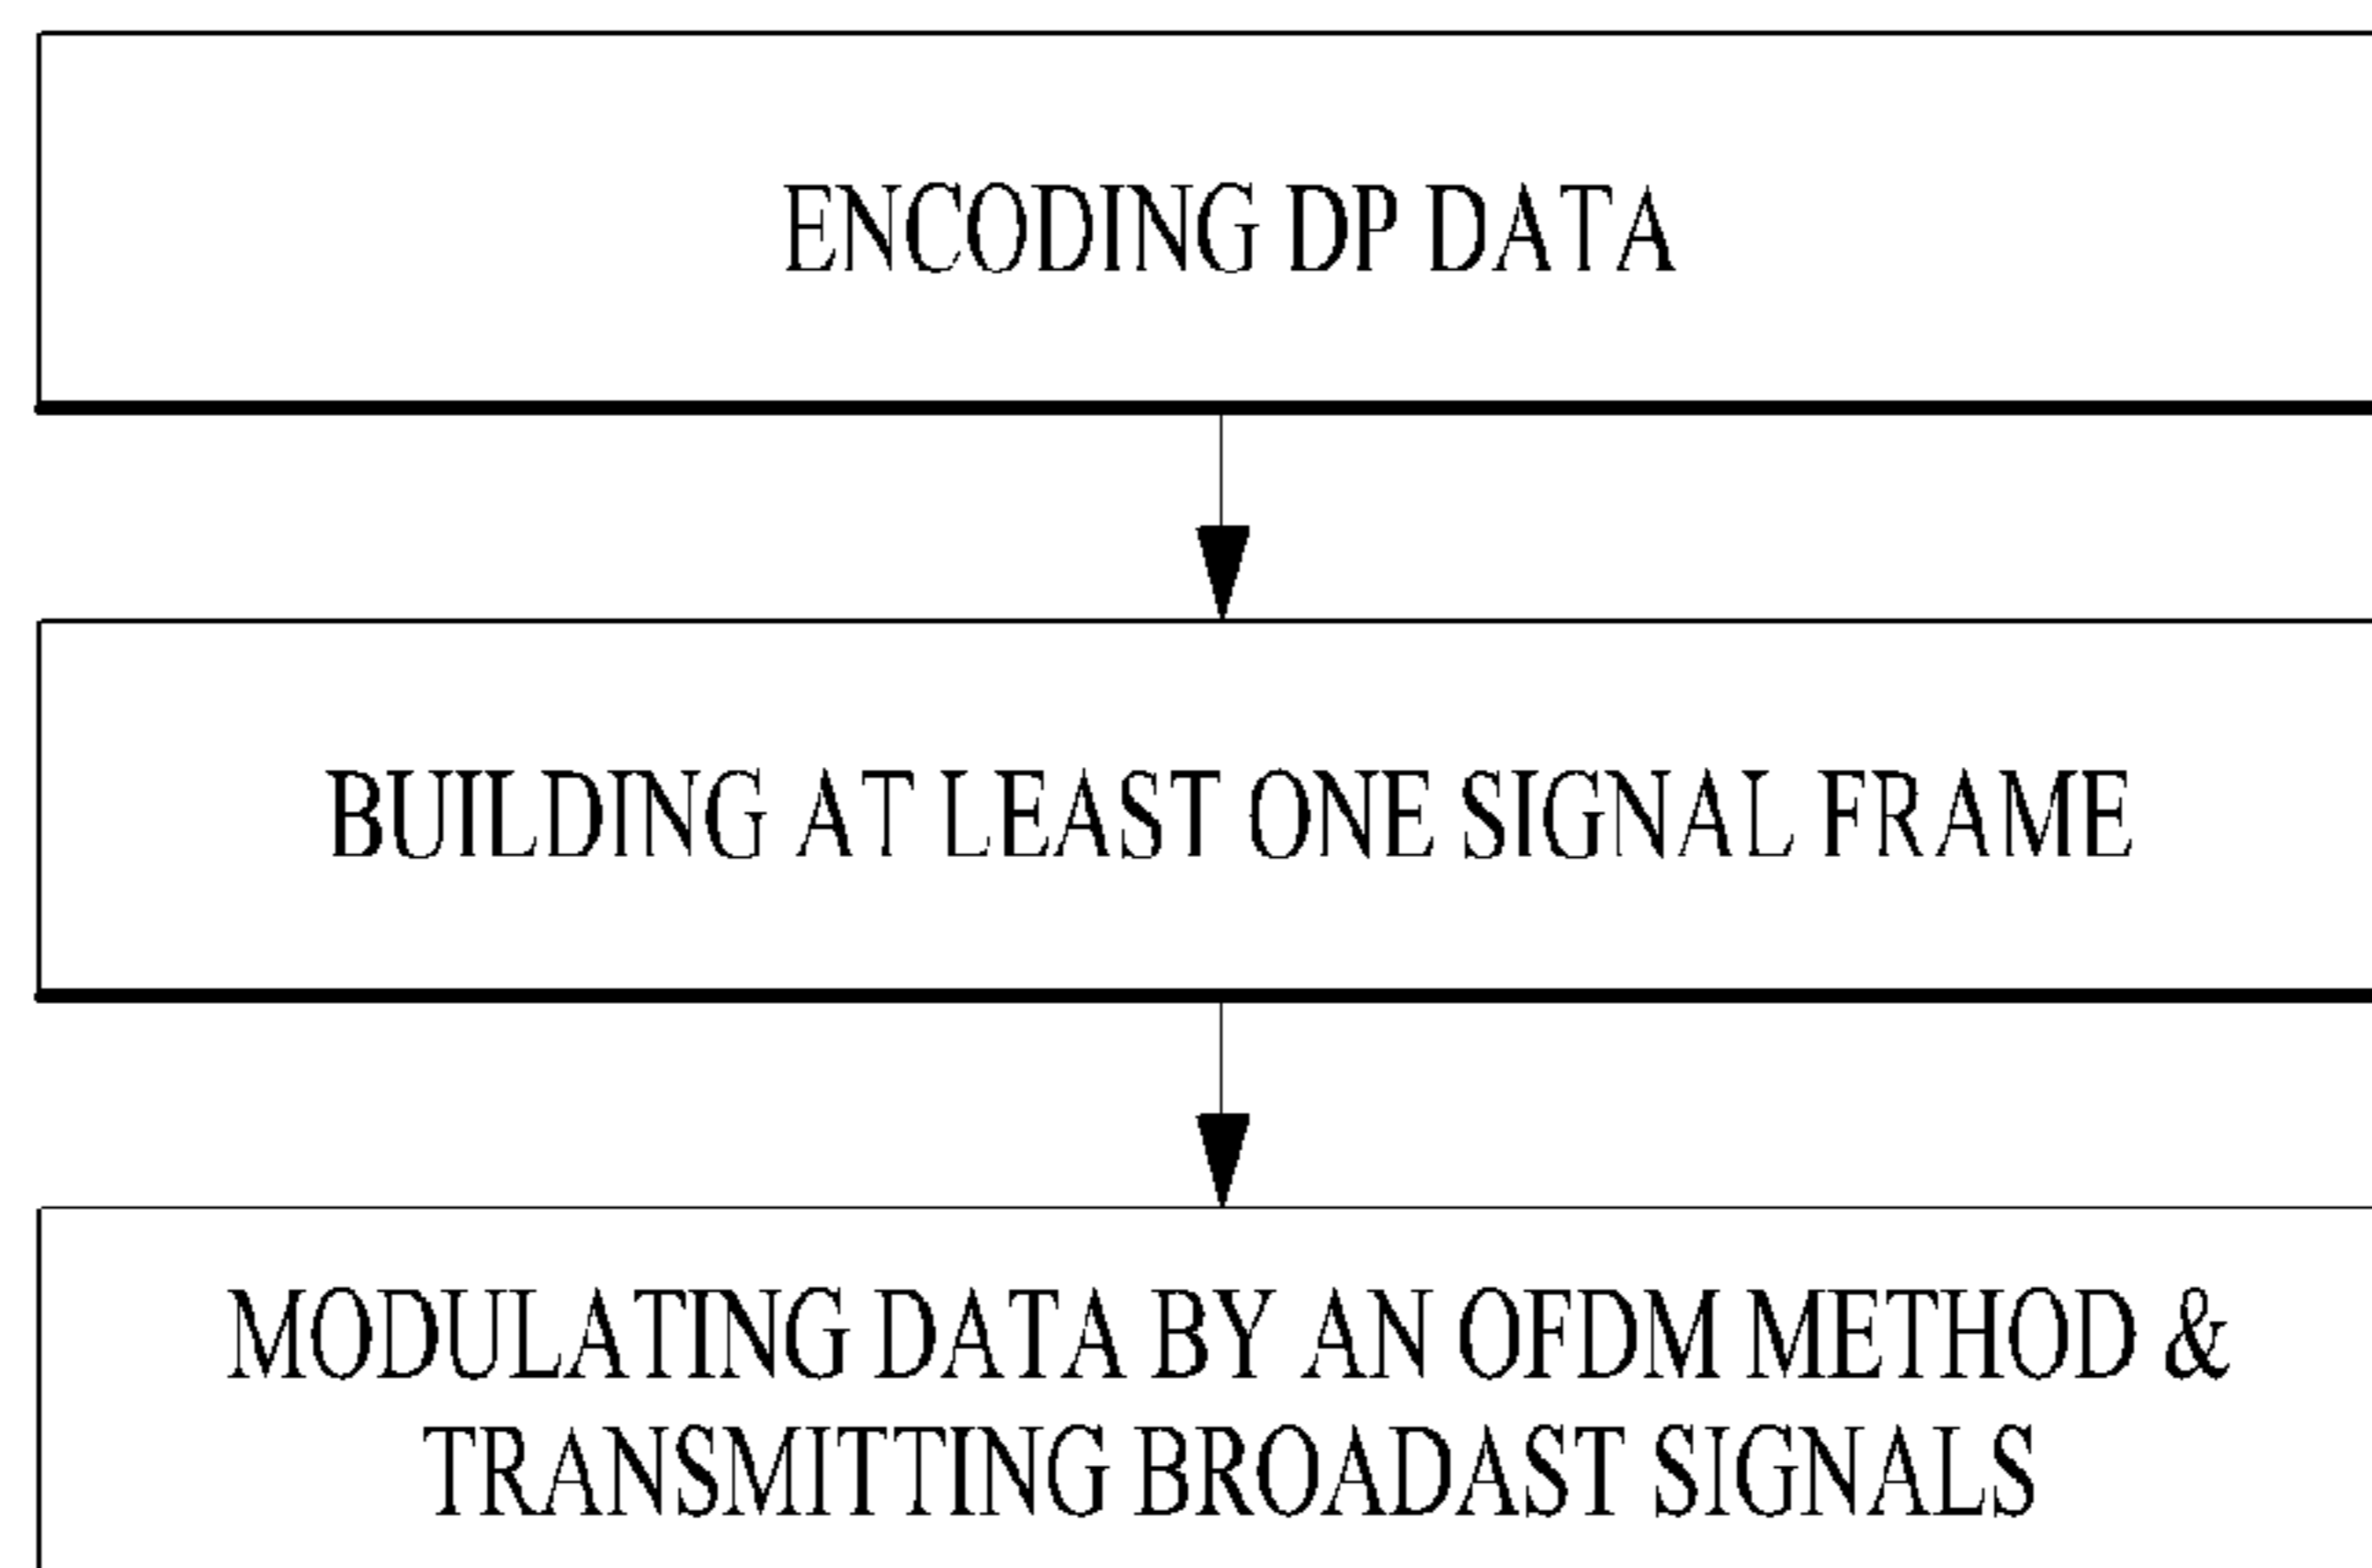 ENCODING DP DATA
BUILDING AT LEAST ONE SIGNAL FRAME
MODULATING DATA BY AN OFDM METHOD &
TRANSMITTING BROADAST SIGNALS